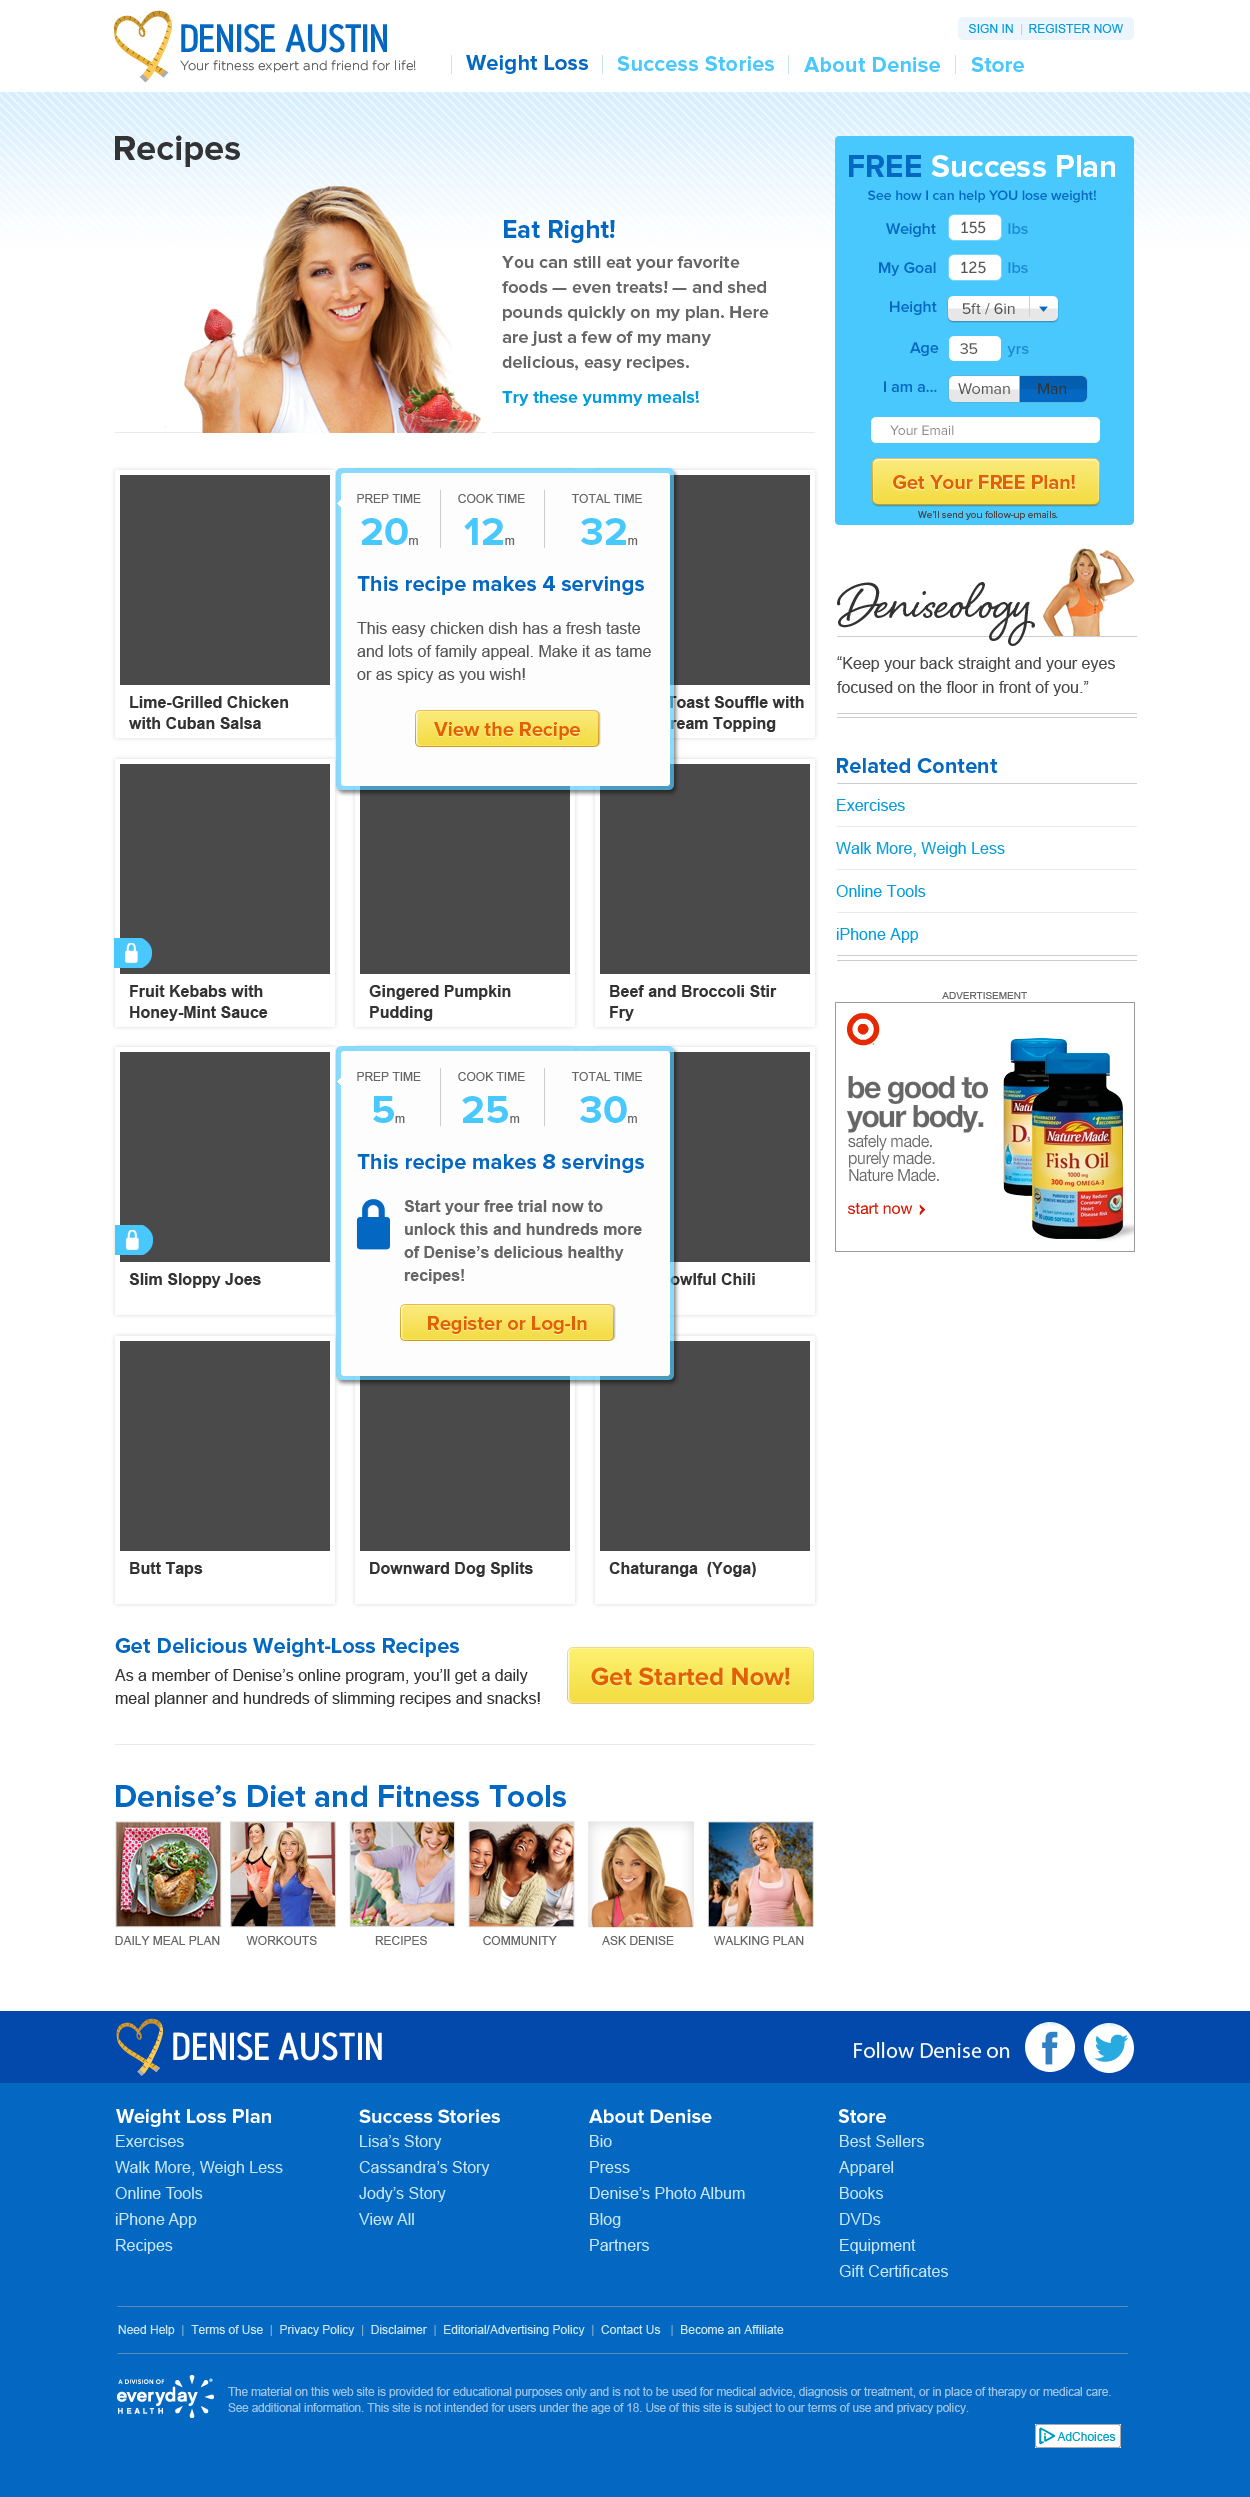 DENISE AUSTIN
Your fitness expert and friend for life!
SIGN IN | REGISTER NOW
Weight Loss
Success Stories
About Denise
Store
Recipes
Eat Right!
You can still eat your favorite
foods — even treats! — and shed
pounds quickly on my plan. Here
are just a few of my many
delicious, easy recipes.
Try these yummy meals!
FREE Success Plan
See how I can help YOU lose weight!
Weight 155 lbs
My Goal 125 lbs
Height 5ft / 6in
Age 35 yrs
I am a... Woman Man
Your Email
Get Your FREE Plan!
We'll send you follow-up emails.
Deniseology
“Keep your back straight and your eyes
focused on the floor in front of you.”
Related Content
Exercises
Walk More, Weigh Less
Online Tools
iPhone App
ADVERTISEMENT
be good to
your body.
safely made.
purely made.
Nature Made.
start now
Nature Made
Fish Oil
1000 mg
300 mg OMEGA-3
May Reduce
Coronary
Heart
Disease Risk
D3
PREP TIME COOK TIME TOTAL TIME
20m 12m 32m
This recipe makes 4 servings
This easy chicken dish has a fresh taste
and lots of family appeal. Make it as tame
or as spicy as you wish!
View the Recipe
Lime-Grilled Chicken
with Cuban Salsa
Toast Souffle with
ream Topping
Fruit Kebabs with
Honey-Mint Sauce
Gingered Pumpkin
Pudding
Beef and Broccoli Stir
Fry
PREP TIME COOK TIME TOTAL TIME
5m 25m 30m
This recipe makes 8 servings
Start your free trial now to
unlock this and hundreds more
of Denise’s delicious healthy
recipes!
Register or Log-In
Slim Sloppy Joes
owlful Chili
Butt Taps
Downward Dog Splits
Chaturanga (Yoga)
Get Delicious Weight-Loss Recipes
As a member of Denise’s online program, you’ll get a daily
meal planner and hundreds of slimming recipes and snacks!
Get Started Now!
Denise’s Diet and Fitness Tools
DAILY MEAL PLAN
WORKOUTS
RECIPES
COMMUNITY
ASK DENISE
WALKING PLAN
DENISE AUSTIN
Follow Denise on
Weight Loss Plan
Exercises
Walk More, Weigh Less
Online Tools
iPhone App
Recipes
Success Stories
Lisa’s Story
Cassandra’s Story
Jody’s Story
View All
About Denise
Bio
Press
Denise’s Photo Album
Blog
Partners
Store
Best Sellers
Apparel
Books
DVDs
Equipment
Gift Certificates
Need Help | Terms of Use | Privacy Policy | Disclaimer | Editorial/Advertising Policy | Contact Us | Become an Affiliate
A DIVISION OF
everyday
HEALTH
The material on this web site is provided for educational purposes only and is not to be used for medical advice, diagnosis or treatment, or in place of therapy or medical care.
See additional information. This site is not intended for users under the age of 18. Use of this site is subject to our terms of use and privacy policy.
AdChoices